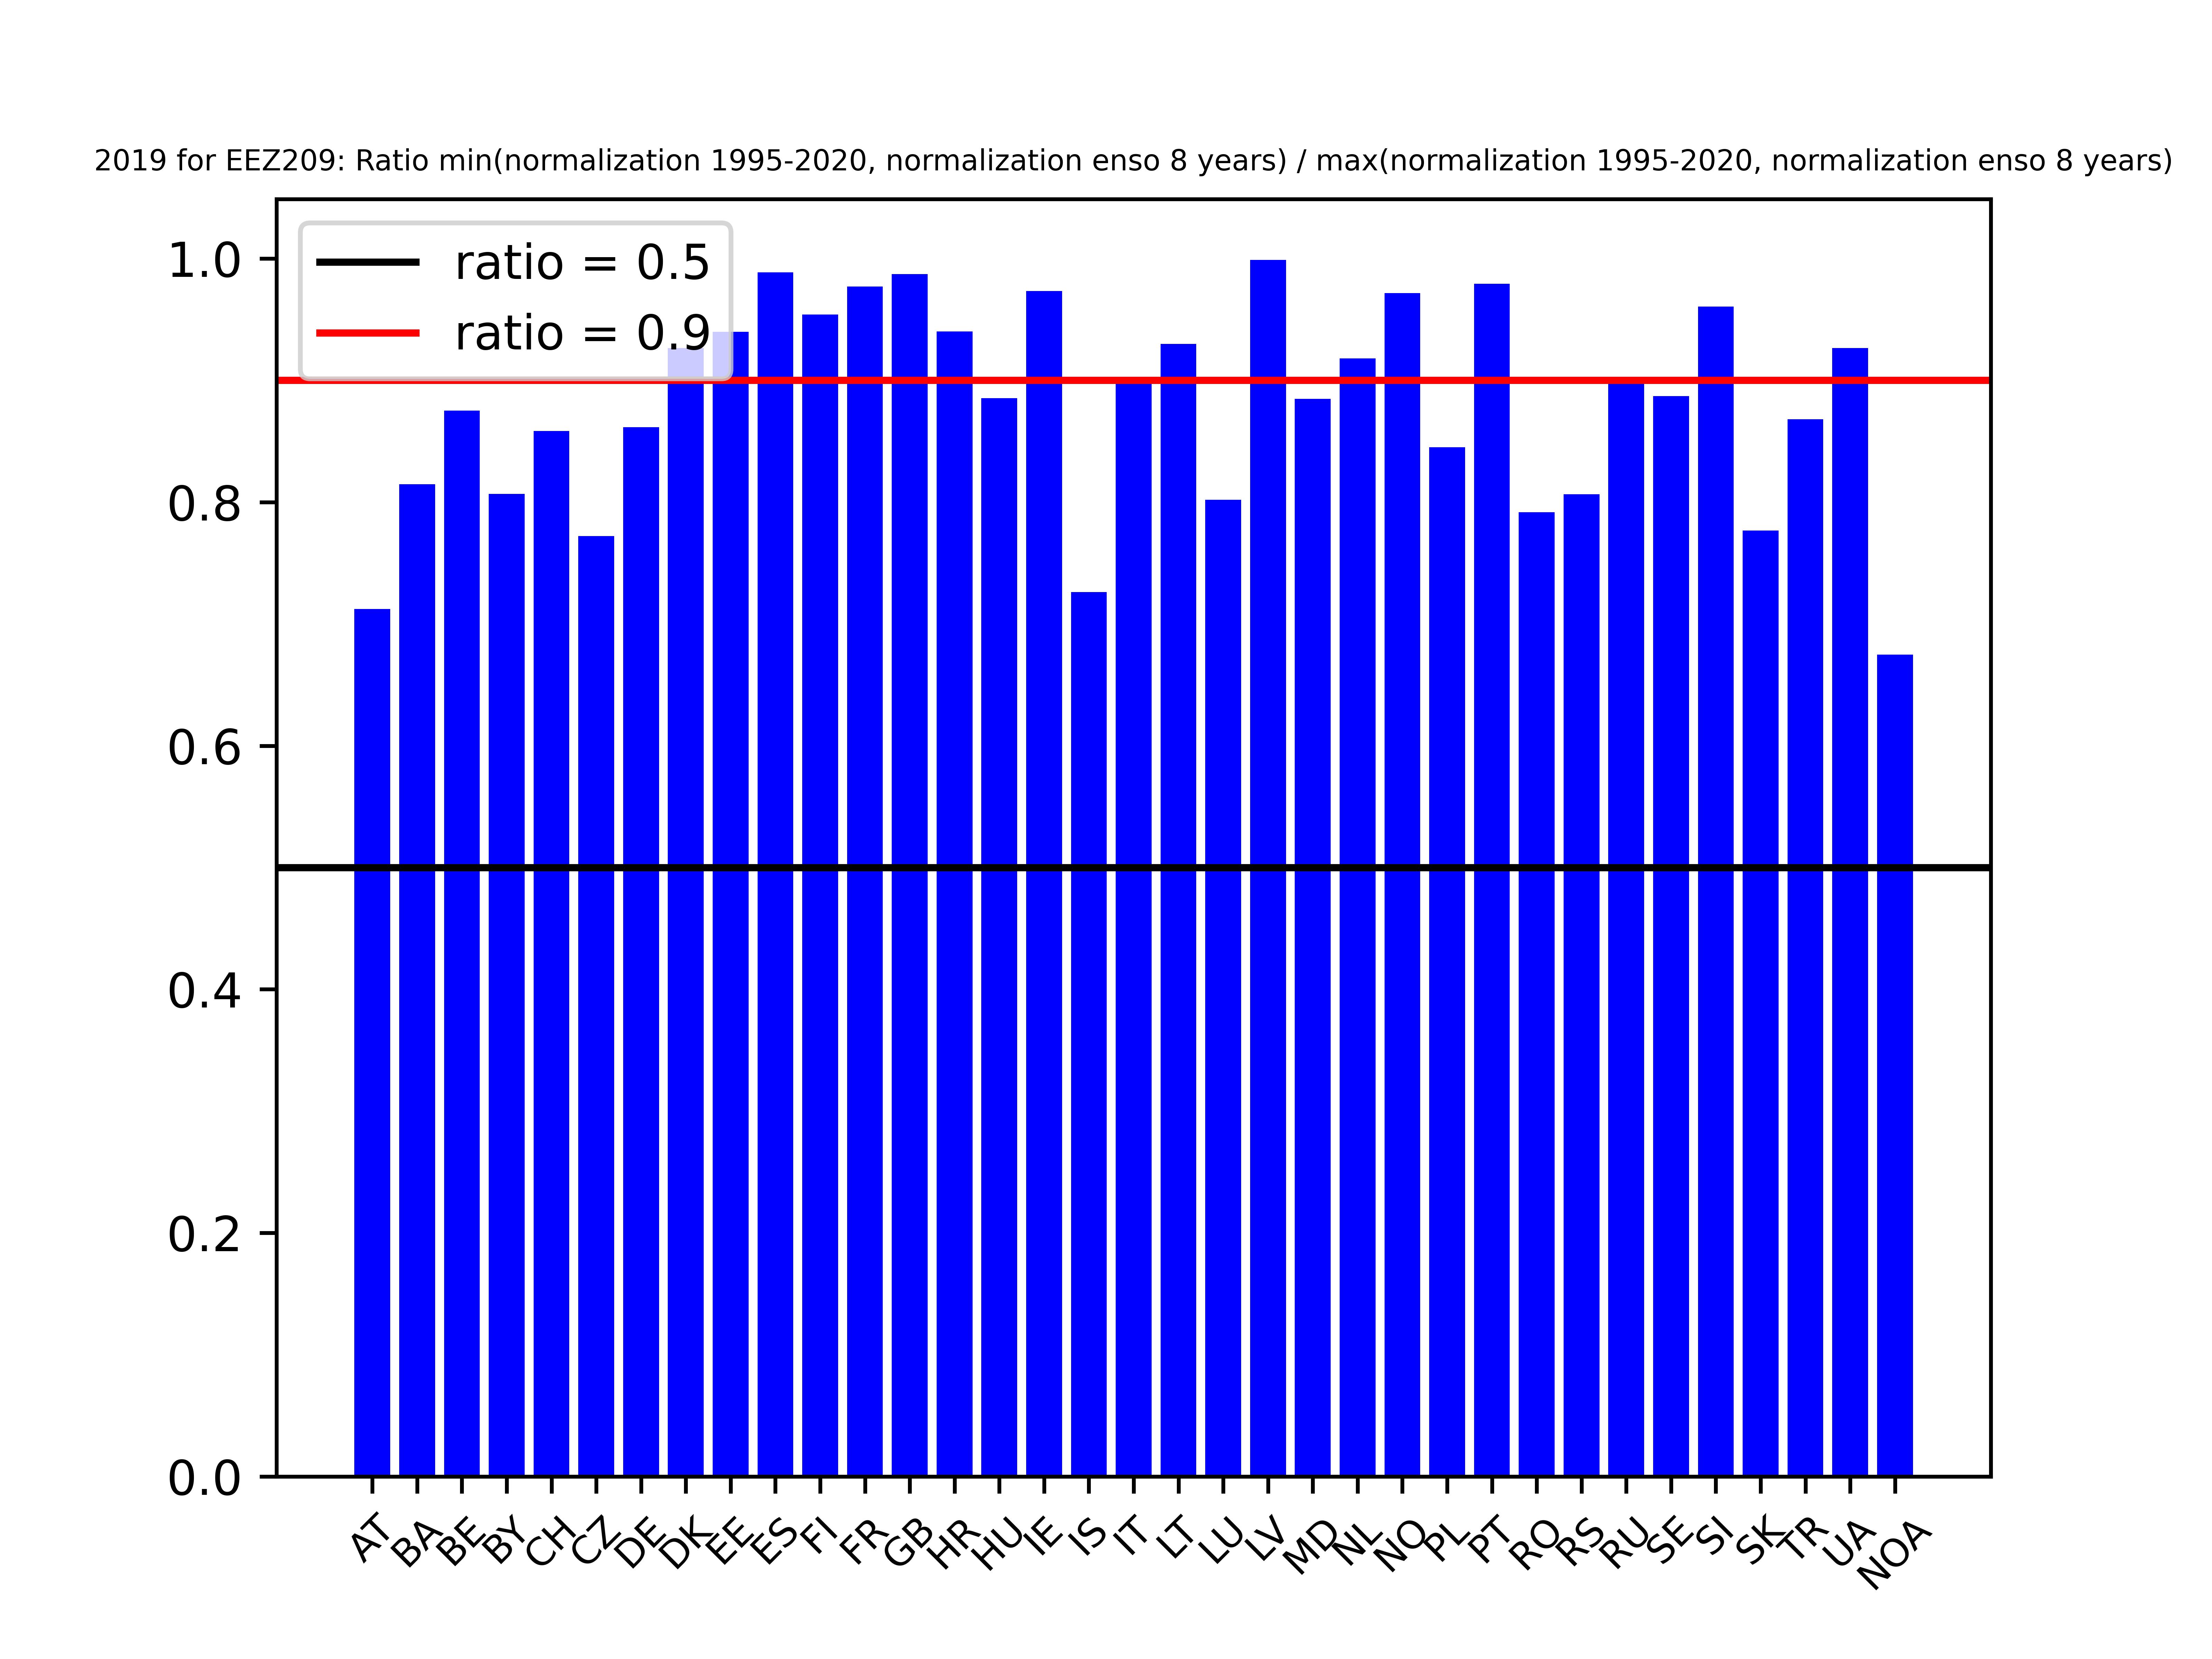 2019 for EEZ209: Ratio min(normalization 1995-2020, normalization enso 8 years) / max(normalization 1995-2020, normalization enso 8 years)
ratio = 0.5
ratio = 0.9
1.0
0.8
0.6
0.4
0.2
0.0
AT BA BE BY CH CZ DE DK EE ES FI FR GB HR HU IE IS IT LT LU LV MD NL NO PL PT RO RS RU SE SI SK TR UA NOA